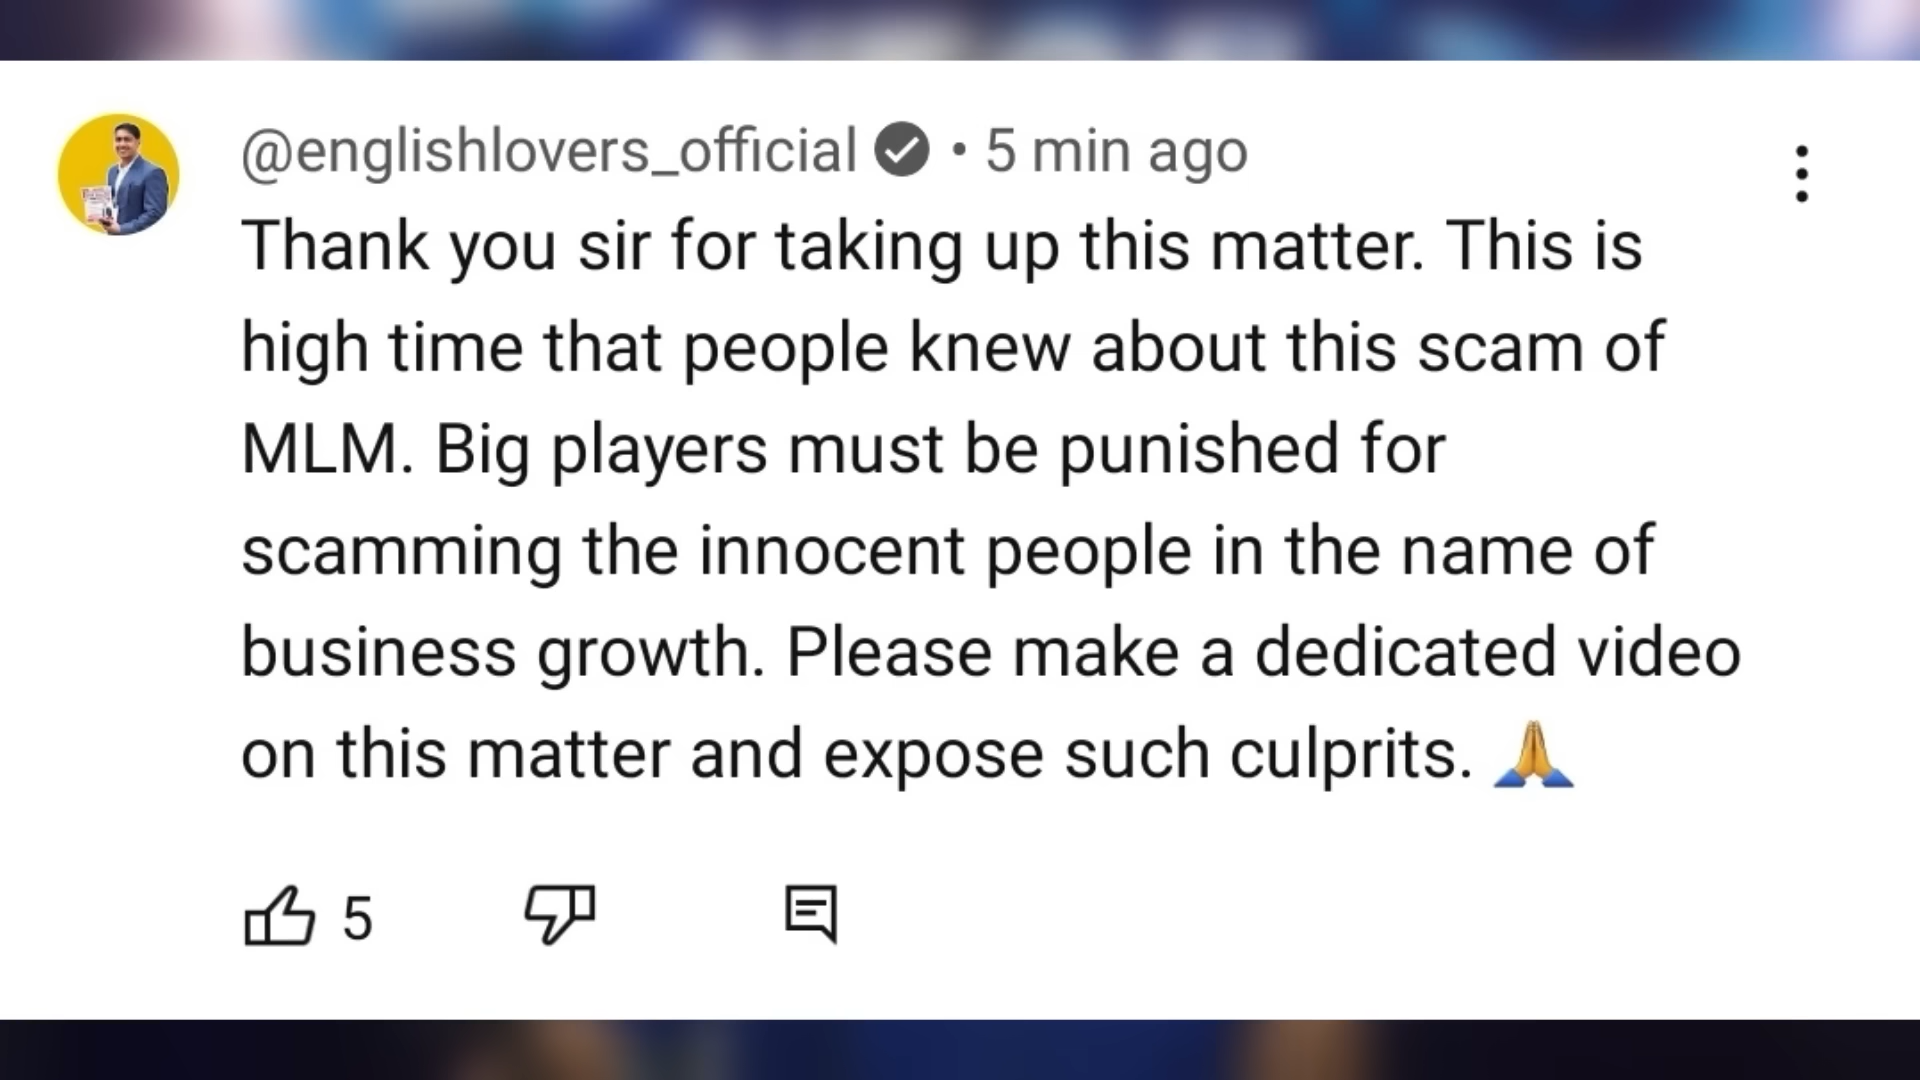 @englishlovers_official • 5 min ago
Thank you sir for taking up this matter. This is
high time that people knew about this scam of
MLM. Big players must be punished for
scamming the innocent people in the name of
business growth. Please make a dedicated video
on this matter and expose such culprits. 🙏
5